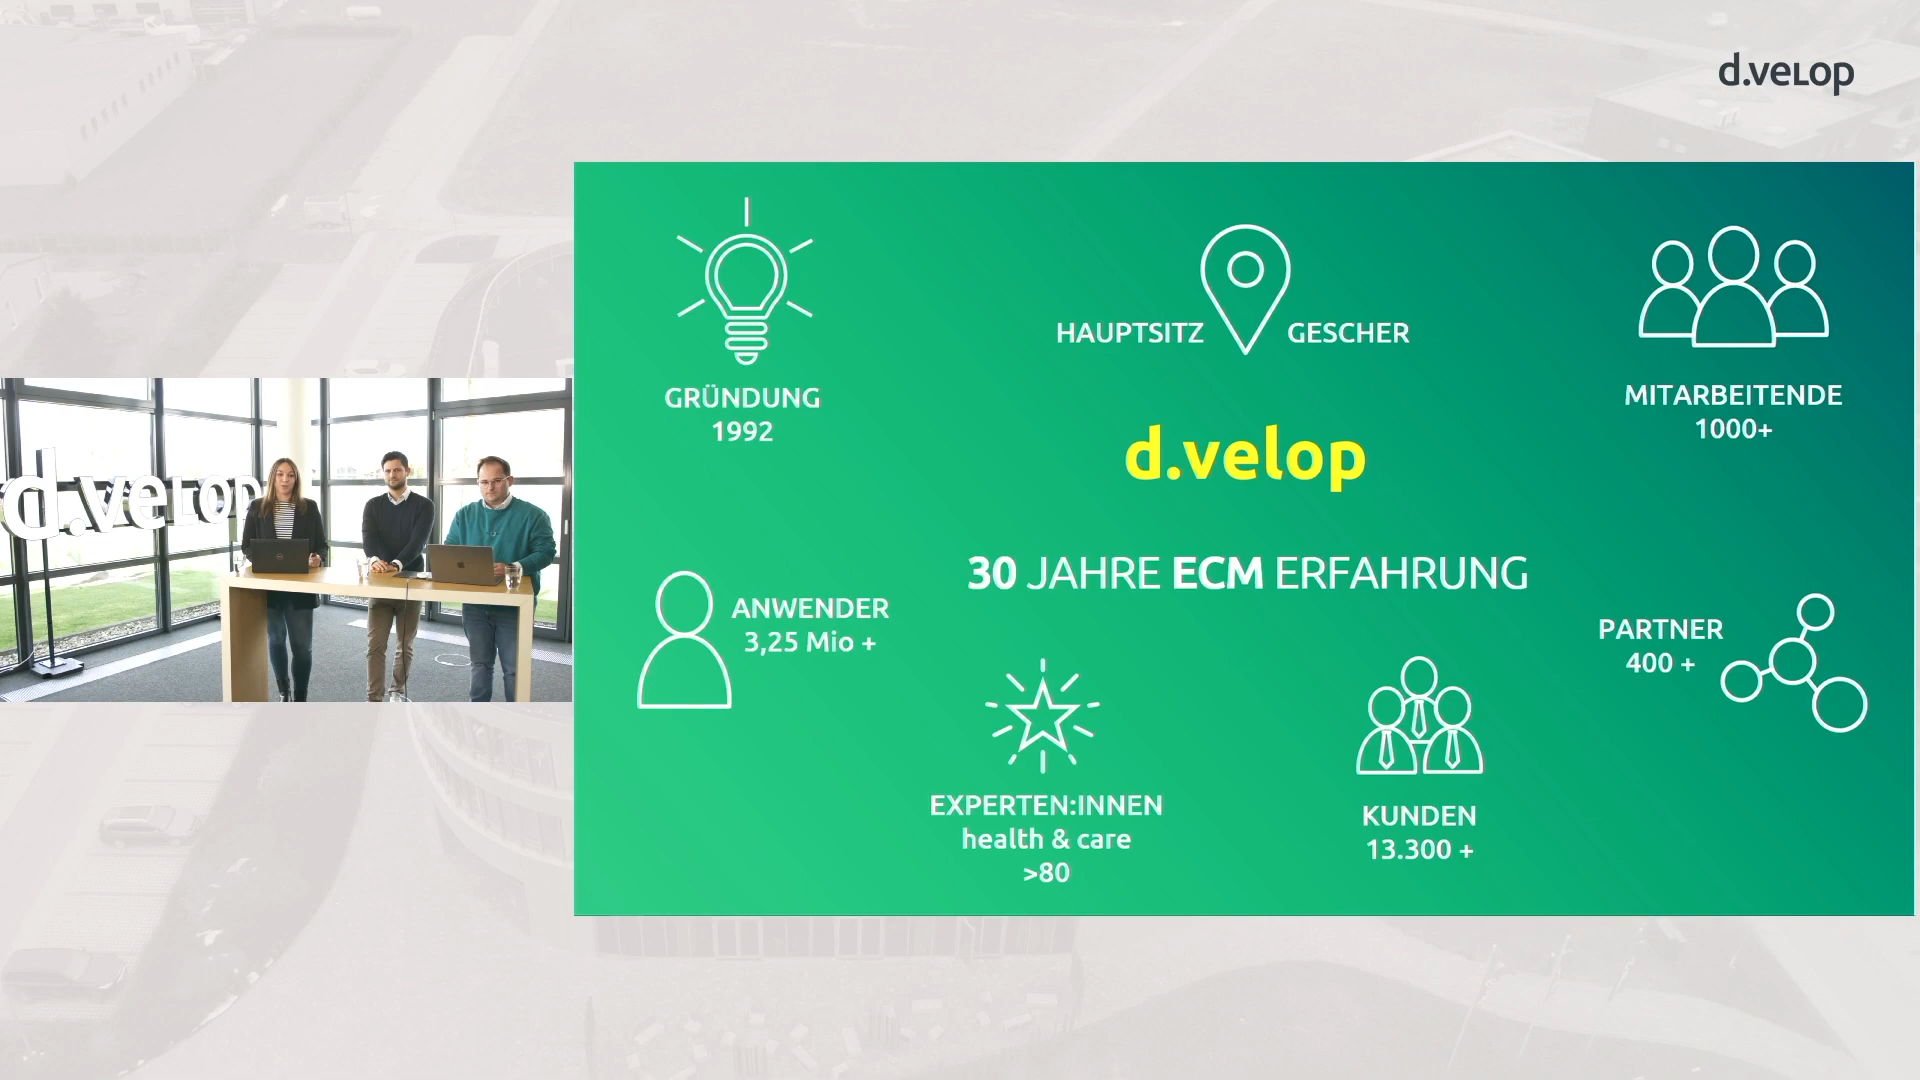 d.velop
HAUPTSITZ GESCHER
GRÜNDUNG
1992
MITARBEITENDE
1000+
d.velop
d.velop
30 JAHRE ECM ERFAHRUNG
ANWENDER
3,25 Mio +
PARTNER
400 +
EXPERTEN:INNEN
health & care
>80
KUNDEN
13.300 +